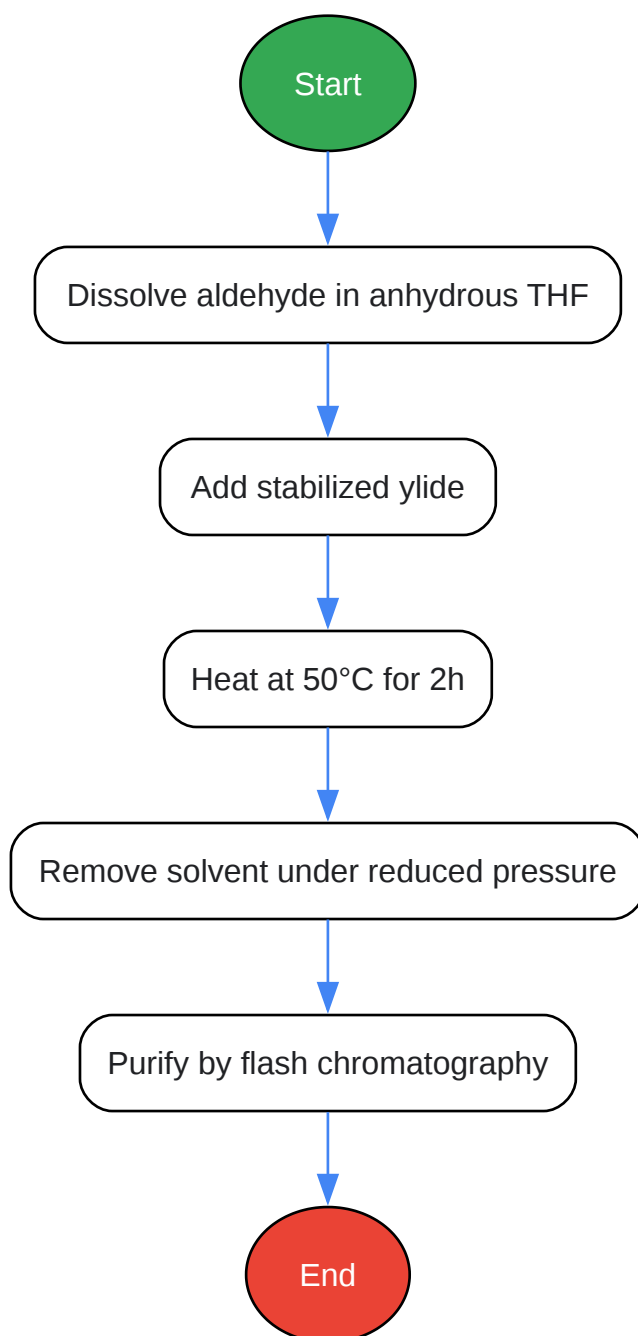 Start
Dissolve aldehyde in anhydrous THF
Add stabilized ylide
Heat at 50°C for 2h
Remove solvent under reduced pressure
Purify by flash chromatography
End